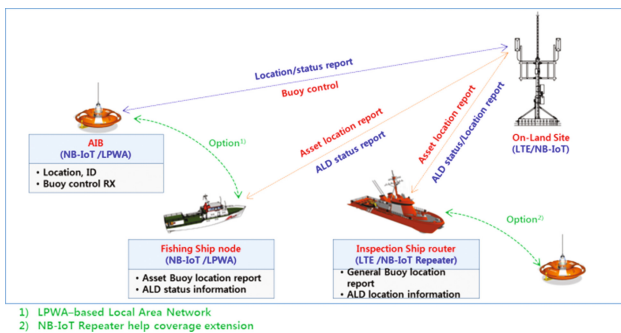 Location/status report
Buoy control
Asset location report
ALD status report
Asset location report
ALD status/Location report
On-Land Site
(LTE/NB-IoT)
AIB
(NB-IoT /LPWA)
• Location, ID
• Buoy control RX
Option1)
Fishing Ship node
(NB-IoT /LPWA)
• Asset Buoy location report
• ALD status information
Inspection Ship router
(LTE /NB-IoT Repeater)
• General Buoy location
report
• ALD location information
Option2)
1) LPWA–based Local Area Network
2) NB-IoT Repeater help coverage extension